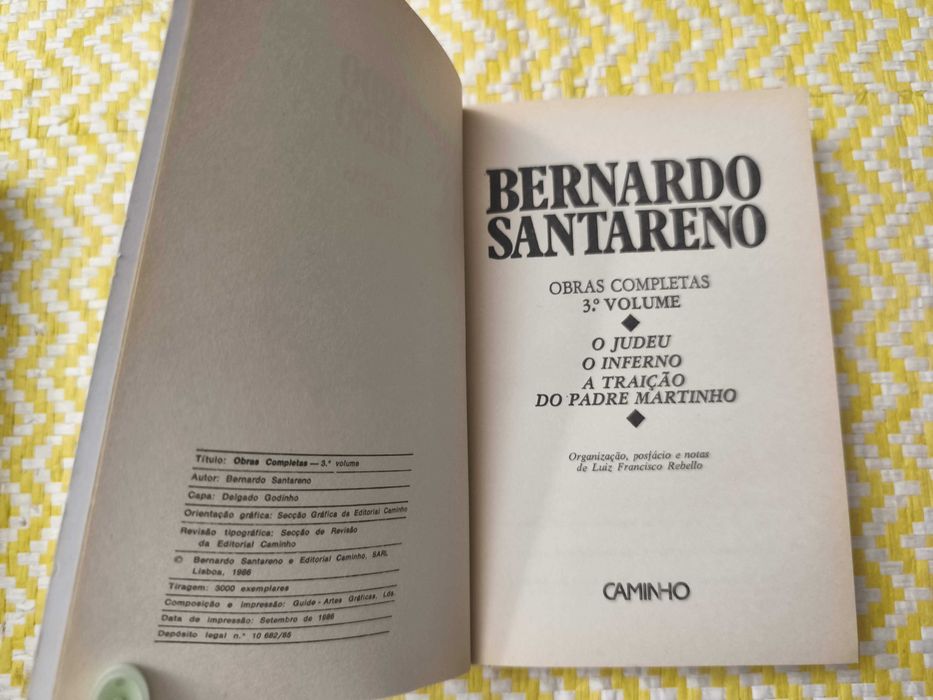 Título: Obras Completas — 3.º volume
Autor: Bernardo Santareno
Capa: Delgado Godinho
Orientação gráfica: Secção Gráfica da Editorial Caminho
Revisão tipográfica: Secção de Revisão
da Editorial Caminho
© Bernardo Santareno e Editorial Caminho, SARL
Lisboa, 1986
Tiragem: 3000 exemplares
Composição e impressão: Guide - Artes Gráficas, Lda.
Data de impressão: Setembro de 1986
Depósito legal n.º 10 682/85
BERNARDO
SANTARENO
OBRAS COMPLETAS
3.º VOLUME
O JUDEU
O INFERNO
A TRAIÇÃO
DO PADRE MARTINHO
Organização, posfácio e notas
de Luiz Francisco Rebello
CAMINHO